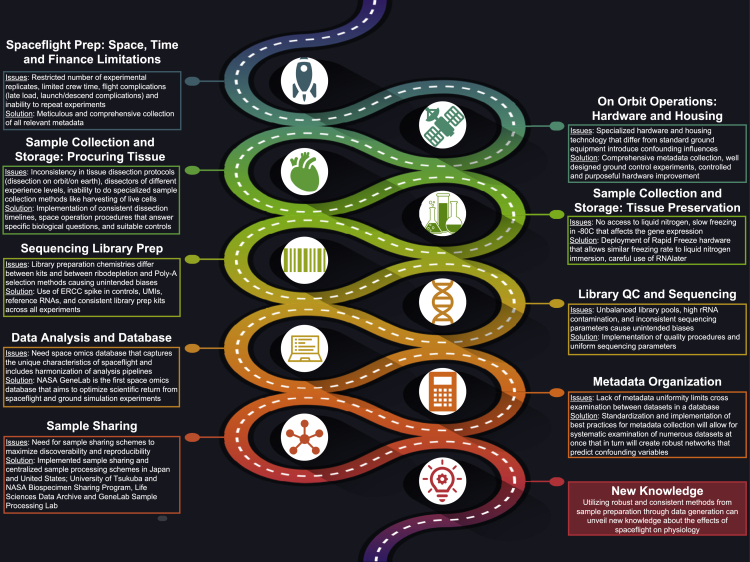 Spaceflight Prep: Space, Time
and Finance Limitations
Issues: Restricted number of experimental
replicates, limited crew time, flight complications
(late load, launch/descend complications) and
inability to repeat experiments
Solution: Meticulous and comprehensive collection
of all relevant metadata
On Orbit Operations:
Hardware and Housing
Issues: Specialized hardware and housing
technology that differ from standard ground
equipment introduce confounding influences
Solution: Comprehensive metadata collection, well
designed ground control experiments, controlled
and purposeful hardware improvement
Sample Collection and
Storage: Procuring Tissue
Issues: Inconsistency in tissue dissection protocols
(dissection on orbit/on earth), dissectors of different
experience levels, inability to do specialized sample
collection methods like harvesting of live cells
Solution: Implementation of consistent dissection
timelines, space operation procedures that answer
specific biological questions, and suitable controls
Sample Collection and
Storage: Tissue Preservation
Issues: No access to liquid nitrogen, slow freezing
in -80C that affects the gene expression
Solution: Deployment of Rapid Freeze hardware
that allows similar freezing rate to liquid nitrogen
immersion, careful use of RNAlater
Sequencing Library Prep
Issues: Library preparation chemistries differ
between kits and between ribodepletion and Poly-A
selection methods causing unintended biases
Solution: Use of ERCC spike in controls, UMIs,
reference RNAs, and consistent library prep kits
across all experiments
Library QC and Sequencing
Issues: Unbalanced library pools, high rRNA
contamination, and inconsistent sequencing
parameters cause unintended biases
Solution: Implementation of quality procedures and
uniform sequencing parameters
Data Analysis and Database
Issues: Need space omics database that captures
the unique characteristics of spaceflight and
includes harmonization of analysis pipelines
Solution: NASA GeneLab is the first space omics
database that aims to optimize scientific return from
spaceflight and ground simulation experiments
Metadata Organization
Issues: Lack of metadata uniformity limits cross
examination between datasets in a database
Solution: Standardization and implementation of
best practices for metadata collection will allow for
systematic examination of numerous datasets at
once that in turn will create robust networks that
predict confounding variables
Sample Sharing
Issues: Need for sample sharing schemes to
maximize discoverability and reproducibility
Solution: Implemented sample sharing and
centralized sample processing schemes in Japan
and United States; University of Tsukuba and
NASA Biospecimen Sharing Program, Life
Sciences Data Archive and GeneLab Sample
Processing Lab
New Knowledge
Utilizing robust and consistent methods from
sample preparation through data generation can
unveil new knowledge about the effects of
spaceflight on physiology